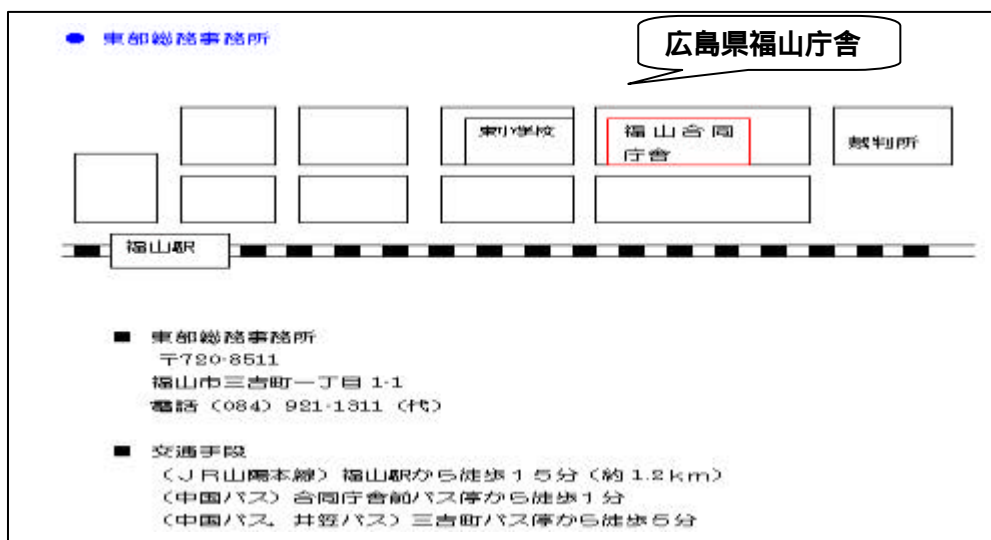 ● 東部総務事務所
広島県福山庁舎
東小学校
福山合同
庁舎
裁判所
福山駅
■ 東部総務事務所
〒720-8511
福山市三吉町一丁目 1-1
電話（084）921-1311（代）
■ 交通手段
（ＪＲ山陽本線）福山駅から徒歩１５分（約 1.2ｋｍ）
（中国バス）合同庁舎前バス停から徒歩１分
（中国バス，井笠バス）三吉町バス停から徒歩５分